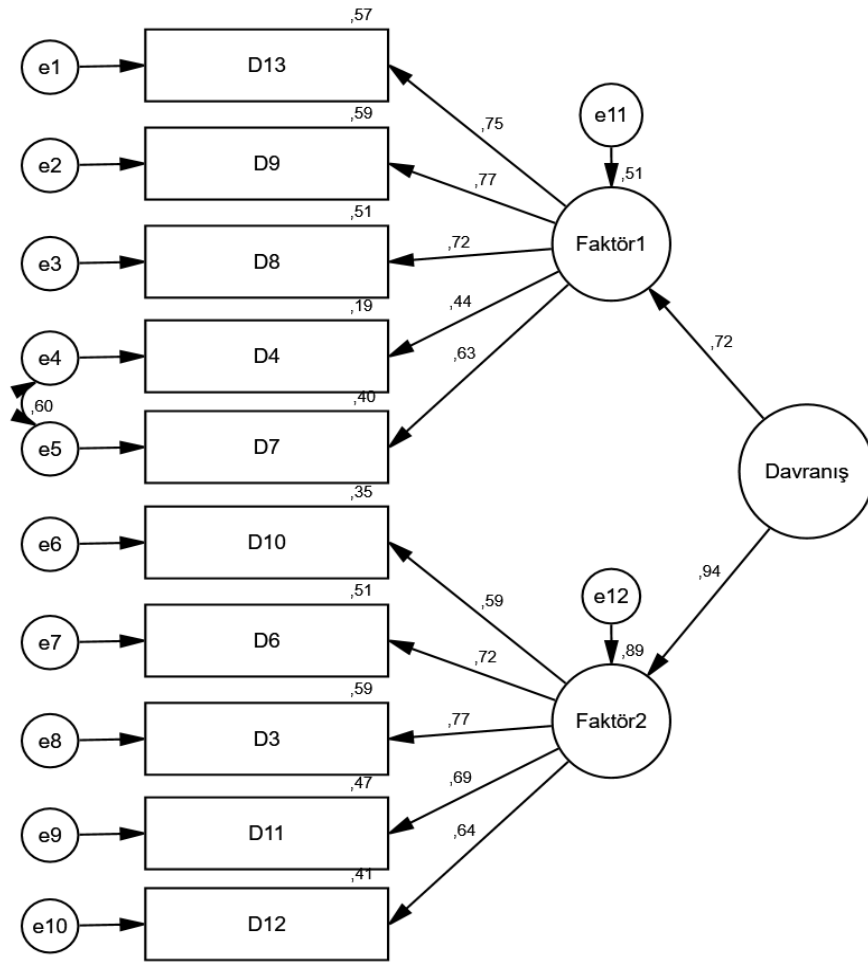 ,57
e1
D13
,75
e11
,59
e2
D9
,77
,51
Faktör1
,51
e3
D8
,72
,19
,44
e4
D4
,63
,72
,60
,40
e5
D7
Davranış
,35
e6
D10
,94
,59
e12
,51
e7
D6
,72
,89
Faktör2
,59
e8
D3
,77
,47
,69
e9
D11
,64
,41
e10
D12